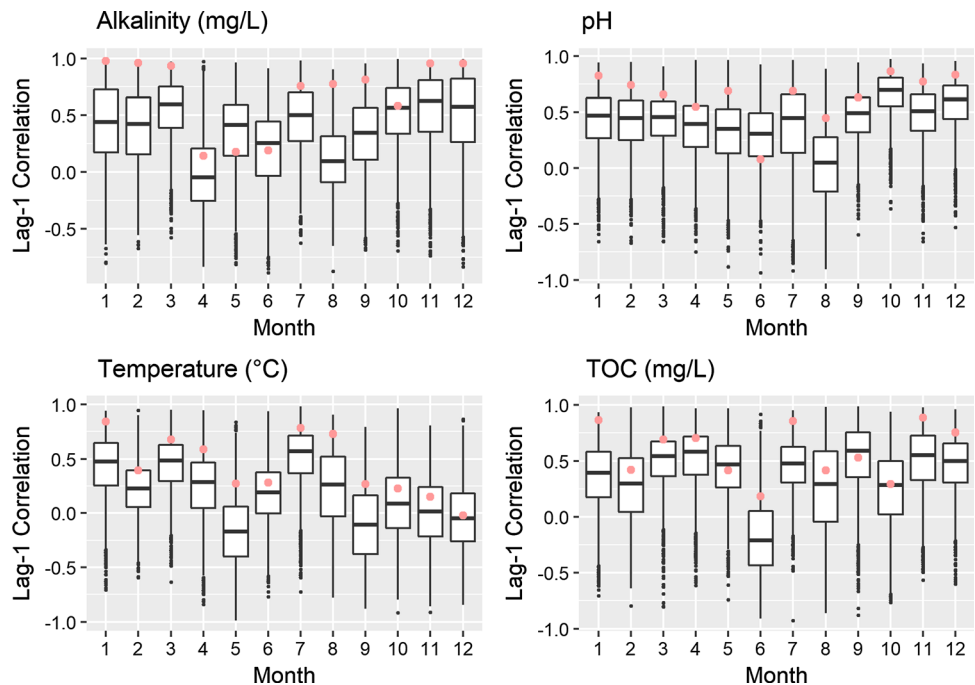 Alkalinity (mg/L)
Lag-1 Correlation
1.0
0.5
0.0
-0.5
1 2 3 4 5 6 7 8 9 10 11 12
Month
pH
Lag-1 Correlation
1.0
0.5
0.0
-0.5
-1.0
1 2 3 4 5 6 7 8 9 10 11 12
Month
Temperature (°C)
Lag-1 Correlation
1.0
0.5
0.0
-0.5
-1.0
1 2 3 4 5 6 7 8 9 10 11 12
Month
TOC (mg/L)
Lag-1 Correlation
1.0
0.5
0.0
-0.5
-1.0
1 2 3 4 5 6 7 8 9 10 11 12
Month